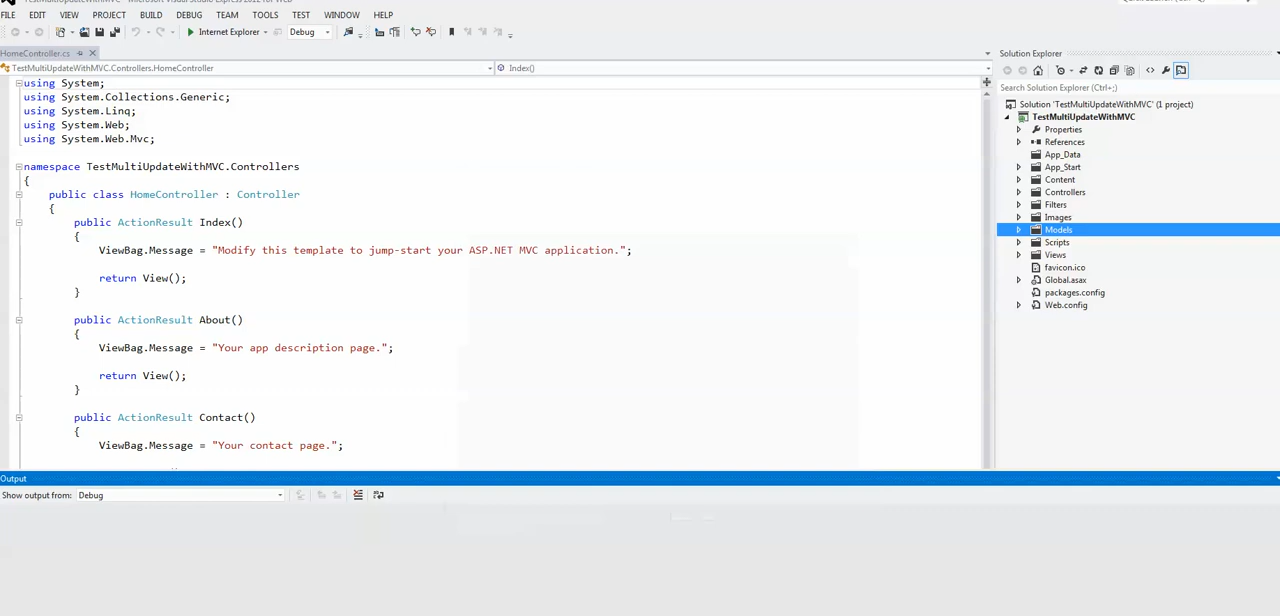 TestMultiUpdateWithMVC
FILE EDIT VIEW PROJECT BUILD DEBUG TEAM TOOLS TEST WINDOW HELP
Internet Explorer Debug
HomeController.cs
TestMultiUpdateWithMVC.Controllers.HomeController Index()
using System;
using System.Collections.Generic;
using System.Linq;
using System.Web;
using System.Web.Mvc;
namespace TestMultiUpdateWithMVC.Controllers
{
public class HomeController : Controller
{
public ActionResult Index()
{
ViewBag.Message = "Modify this template to jump-start your ASP.NET MVC application.";
return View();
}
public ActionResult About()
{
ViewBag.Message = "Your app description page.";
return View();
}
public ActionResult Contact()
{
ViewBag.Message = "Your contact page.";
Solution Explorer
Search Solution Explorer (Ctrl+;)
Solution 'TestMultiUpdateWithMVC' (1 project)
TestMultiUpdateWithMVC
Properties
References
App_Data
App_Start
Content
Controllers
Filters
Images
Models
Scripts
Views
favicon.ico
Global.asax
packages.config
Web.config
Output
Show output from: Debug